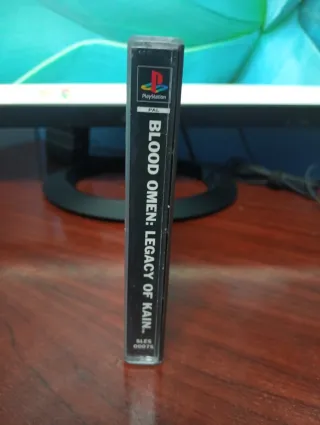 PlayStation
PAL
BLOOD OMEN: LEGACY OF KAIN.
SLES
00075